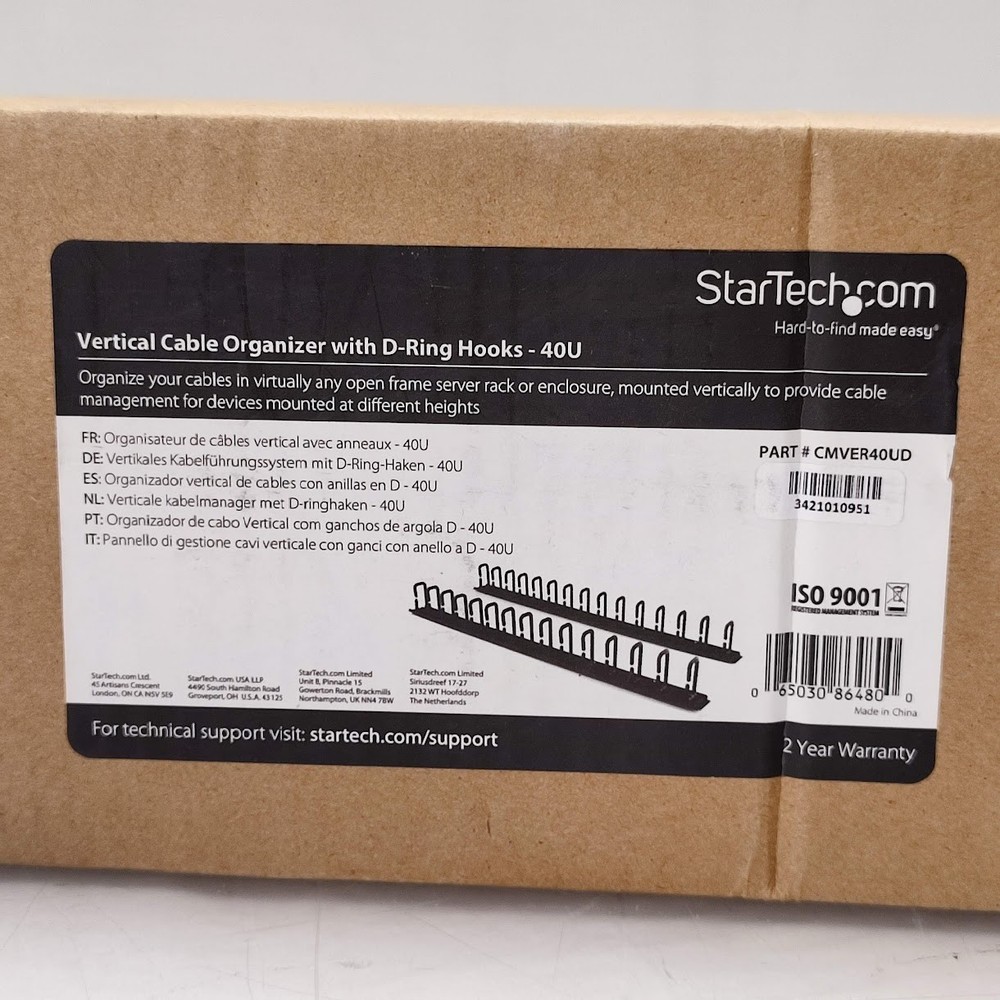 StarTech.com
Hard-to-find made easy®
Vertical Cable Organizer with D-Ring Hooks - 40U
Organize your cables in virtually any open frame server rack or enclosure, mounted vertically to provide cable
management for devices mounted at different heights
FR: Organisateur de câbles vertical avec anneaux - 40U
DE: Vertikales Kabelführungssystem mit D-Ring-Haken - 40U
ES: Organizador vertical de cables con anillas en D - 40U
NL: Verticale kabelmanager met D-ringhaken - 40U
PT: Organizador de cabo Vertical com ganchos de argola D - 40U
IT: Pannello di gestione cavi verticale con ganci con anello a D - 40U
PART # CMVER40UD
3421010951
ISO 9001
REGISTERED MANAGEMENT SYSTEM
0 65030 86480 0
Made in China
StarTech.com Ltd.
45 Artisans Crescent
London, ON CA N5V 5E9
StarTech.com USA LLP
4490 South Hamilton Road
Groveport, OH U.S.A. 43125
StarTech.com Limited
Unit B, Pinnacle 15
Gowerton Road, Brackmills
Northampton, UK NN4 7BW
StarTech.com Limited
Siriusdreef 17-27
2132 WT Hoofddorp
The Netherlands
For technical support visit: startech.com/support
2 Year Warranty